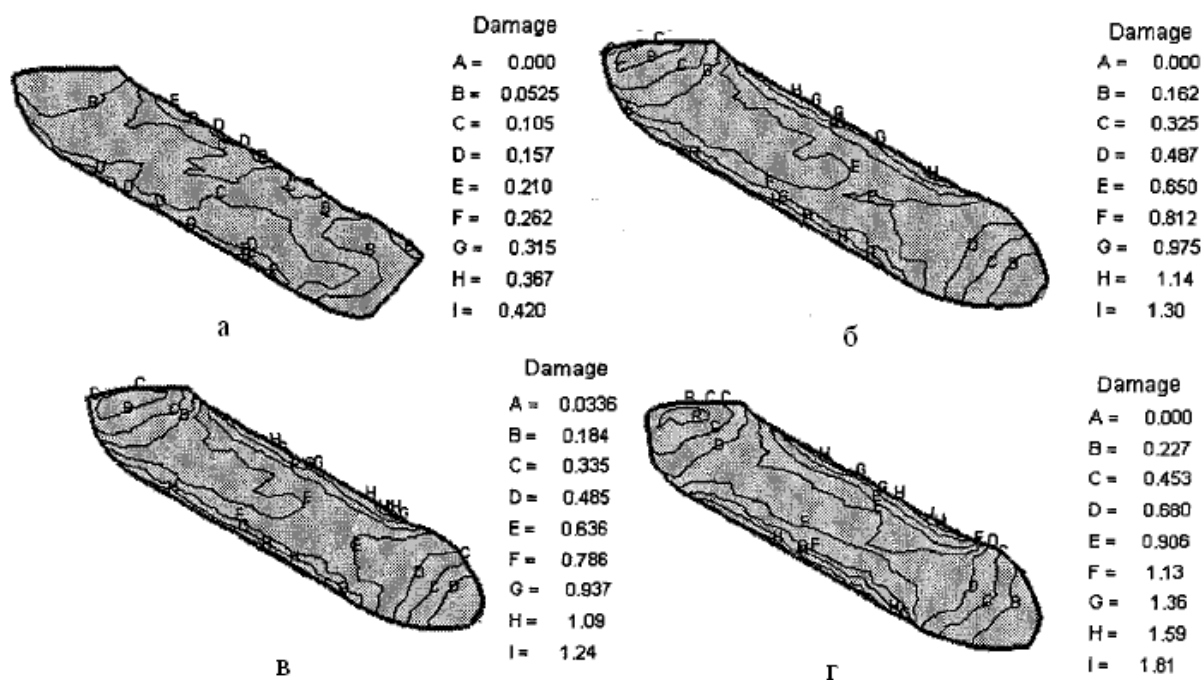 Damage
A = 0.000
B = 0.0525
C = 0.105
D = 0.157
E = 0.210
F = 0.262
G = 0.315
H = 0.367
I = 0.420
а
Damage
A = 0.000
B = 0.162
C = 0.325
D = 0.487
E = 0.650
F = 0.812
G = 0.975
H = 1.14
I = 1.30
б
Damage
A = 0.0336
B = 0.184
C = 0.335
D = 0.485
E = 0.636
F = 0.786
G = 0.937
H = 1.09
I = 1.24
в
Damage
A = 0.000
B = 0.227
C = 0.453
D = 0.680
E = 0.906
F = 1.13
G = 1.36
H = 1.59
I = 1.81
г